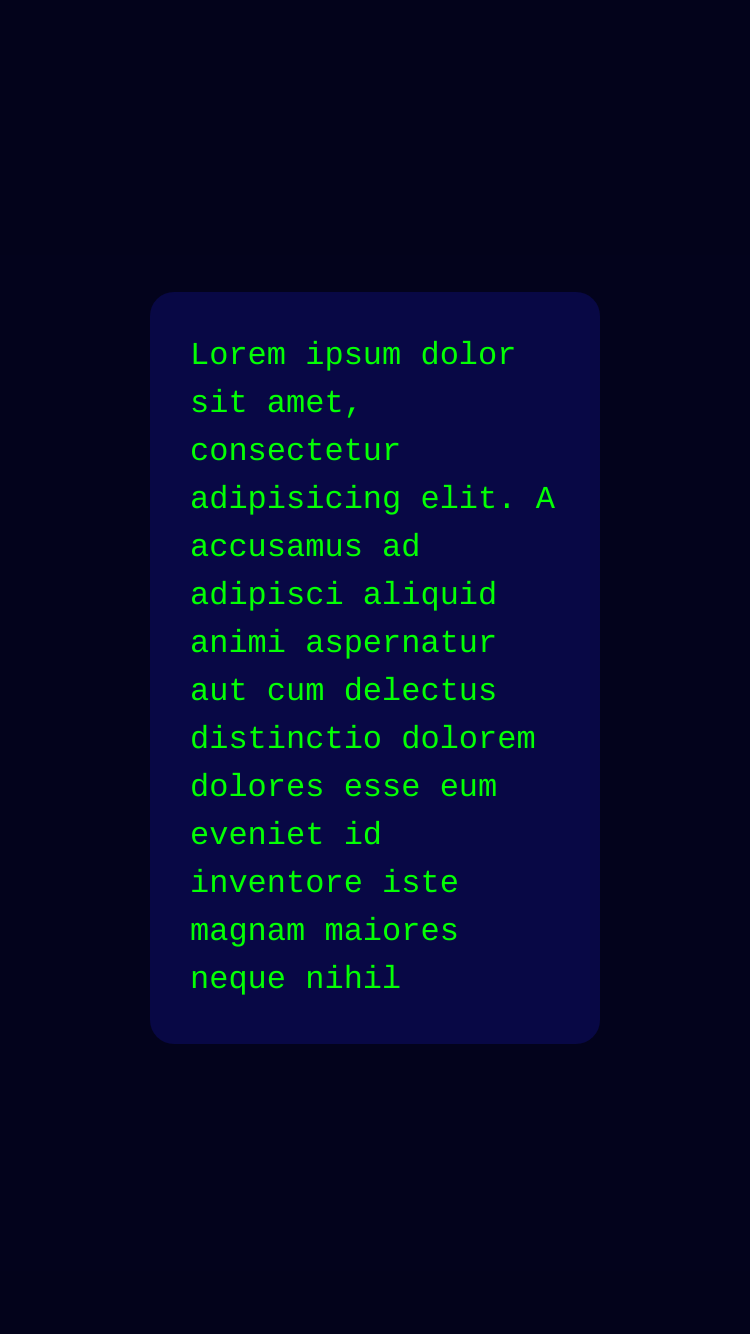 Lorem ipsum dolor
sit amet,
consectetur
adipisicing elit. A
accusamus ad
adipisci aliquid
animi aspernatur
aut cum delectus
distinctio dolorem
dolores esse eum
eveniet id
inventore iste
magnam maiores
neque nihil